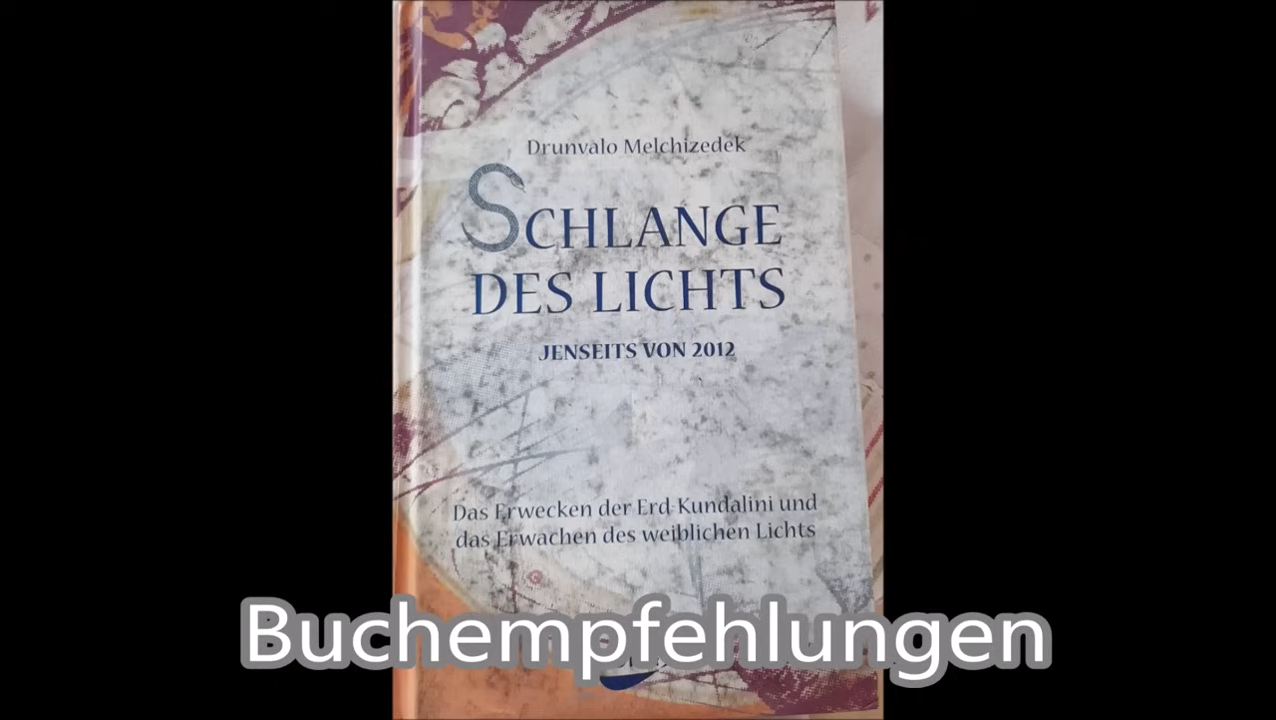 Drunvalo Melchizedek
SCHLANGE
DES LICHTS
JENSEITS VON 2012
Das Erwecken der Erd-Kundalini und
das Erwachen des weiblichen Lichts
Buchempfehlungen